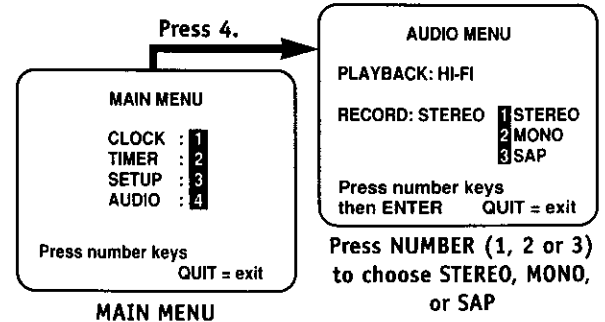 Press 4.
MAIN MENU
CLOCK : 1
TIMER : 2
SETUP : 3
AUDIO : 4
Press number keys
QUIT = exit
MAIN MENU
AUDIO MENU
PLAYBACK: HI-FI
RECORD: STEREO 1 STEREO
2 MONO
3 SAP
Press number keys
then ENTER QUIT = exit
Press NUMBER (1, 2 or 3)
to choose STEREO, MONO,
or SAP